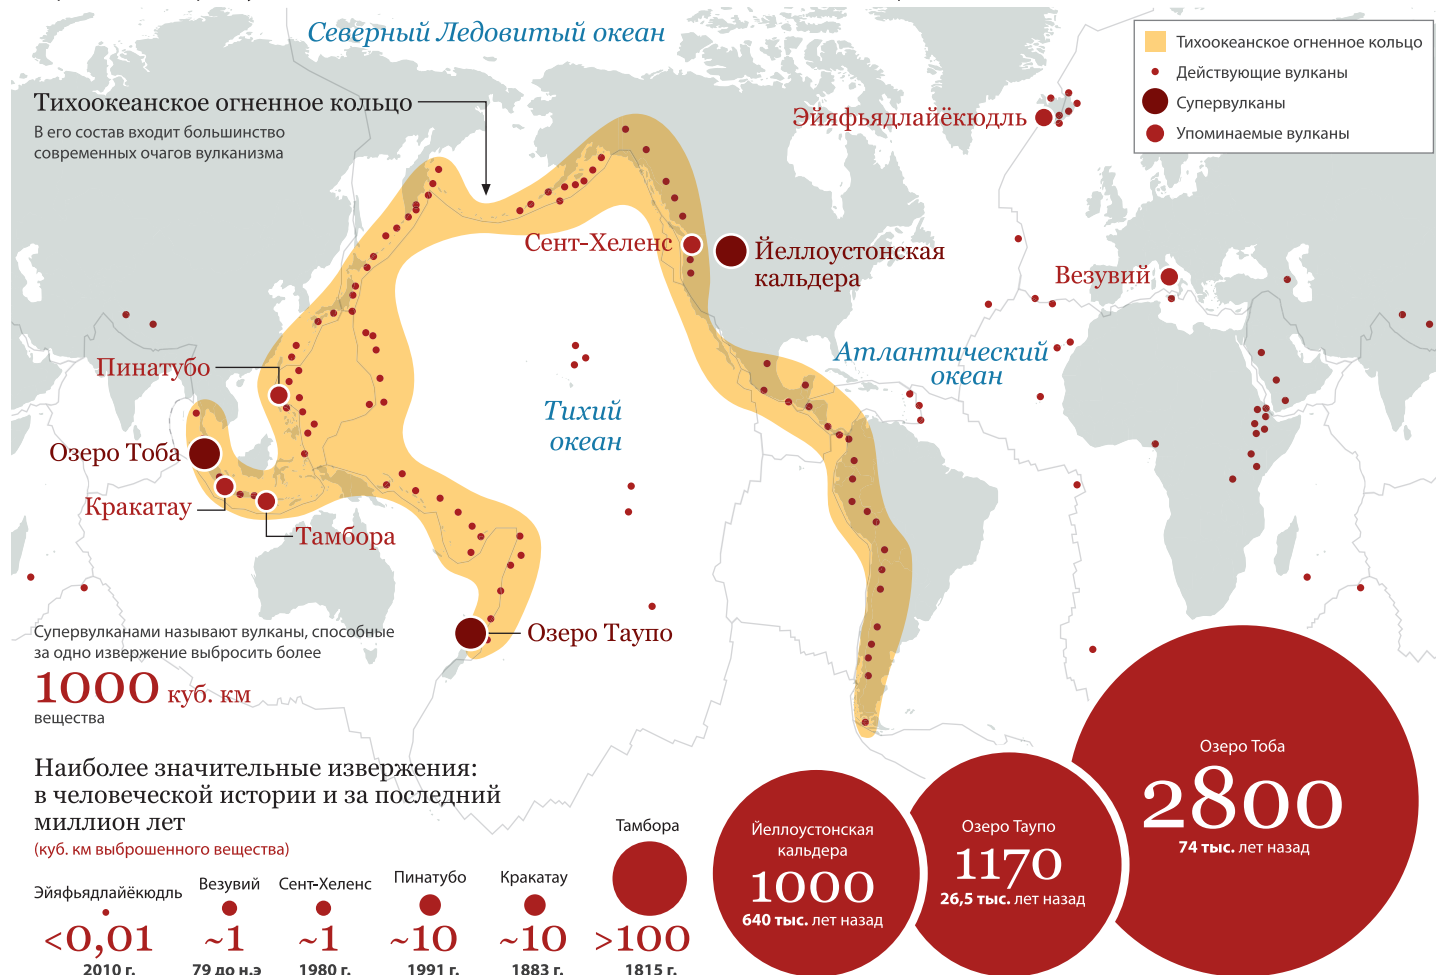 Северный Ледовитый океан
Тихоокеанское огненное кольцо
Действующие вулканы
Супервулканы
Упоминаемые вулканы
Тихоокеанское огненное кольцо
В его состав входит большинство
современных очагов вулканизма
Эйяфьядлайёкюдль
Сент-Хеленс
Йеллоустонская
кальдера
Везувий
Пинатубо
Атлантический
океан
Тихий
океан
Озеро Тоба
Кракатау
Тамбора
Озеро Таупо
Супервулканами называют вулканы, способные
за одно извержение выбросить более
1000 куб. км
вещества
Наиболее значительные извержения:
в человеческой истории и за последний
миллион лет
(куб. км выброшенного вещества)
Эйяфьядлайёкюдль
<0,01
2010 г.
Везувий
~1
79 до н.э
Сент-Хеленс
~1
1980 г.
Пинатубо
~10
1991 г.
Кракатау
~10
1883 г.
Тамбора
>100
1815 г.
Йеллоустонская
кальдера
1000
640 тыс. лет назад
Озеро Таупо
1170
26,5 тыс. лет назад
Озеро Тоба
2800
74 тыс. лет назад